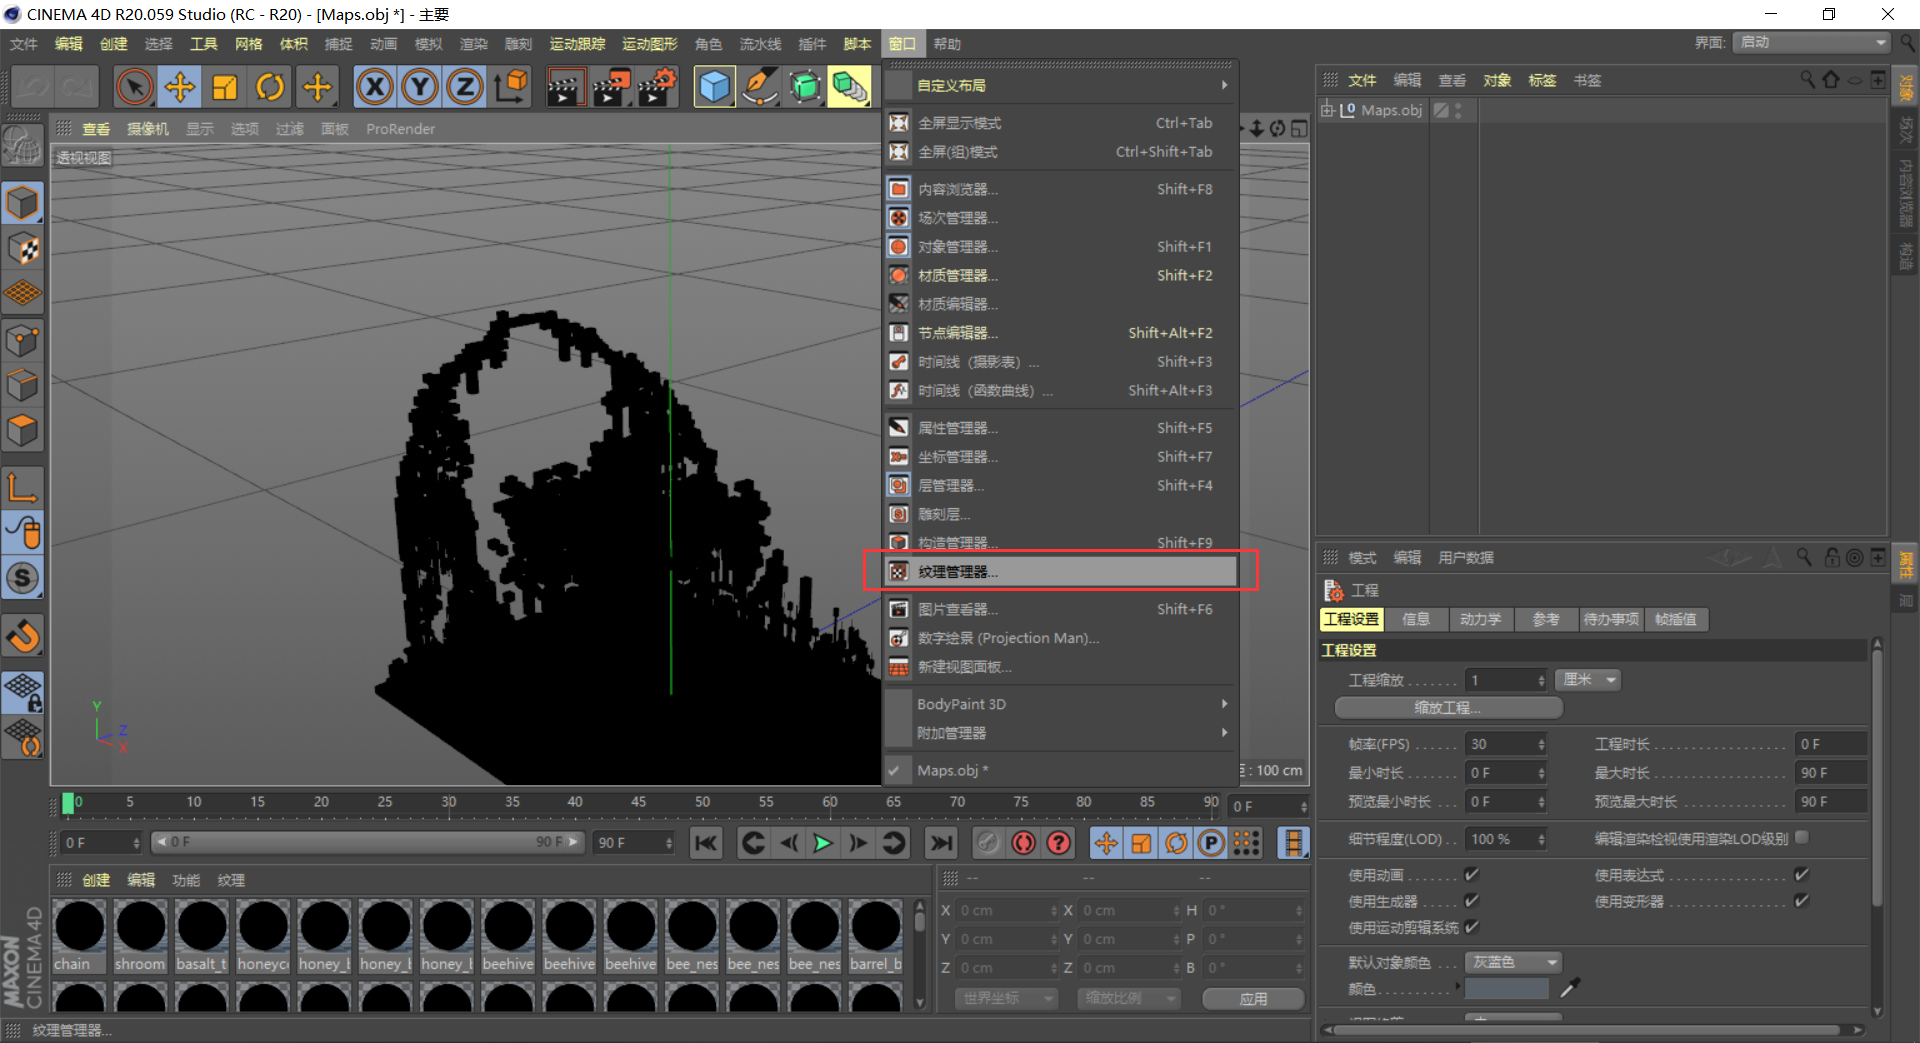 CINEMA 4D R20.059 Studio (RC - R20) - [Maps.obj *] - 主要
文件 编辑 创建 选择 工具 网格 体积 捕捉 动画 模拟 渲染 雕刻 运动跟踪 运动图形 角色 流水线 插件 脚本 窗口 帮助
界面: 启动
X Y Z
查看 摄像机 显示 选项 过滤 面板 ProRender
透视视图
自定义布局
全屏显示模式 Ctrl+Tab
全屏(组)模式 Ctrl+Shift+Tab
内容浏览器... Shift+F8
场次管理器...
对象管理器... Shift+F1
材质管理器... Shift+F2
材质编辑器...
节点编辑器... Shift+Alt+F2
时间线（摄影表）... Shift+F3
时间线（函数曲线）... Shift+Alt+F3
属性管理器... Shift+F5
坐标管理器... Shift+F7
层管理器... Shift+F4
雕刻层...
构造管理器... Shift+F9
纹理管理器...
图片查看器... Shift+F6
数字绘景 (Projection Man)...
新建视图面板...
BodyPaint 3D
附加管理器
Maps.obj *
: 100 cm
Y
Z
X
S
文件 编辑 查看 对象 标签 书签
Maps.obj
对象
场次
内容浏览器
构造
模式 编辑 用户数据
属性
层
工程
工程设置 信息 动力学 参考 待办事项 帧插值
工程设置
工程缩放 . . . . . . . 1 厘米
缩放工程...
帧率(FPS) . . . . . . 30 工程时长 0 F
最小时长 . . . . . . . 0 F 最大时长 90 F
预览最小时长 . . . 0 F 预览最大时长 90 F
细节程度(LOD) . . 100 % 编辑渲染检视使用渲染LOD级别
使用动画 使用表达式
使用生成器 使用变形器
使用运动剪辑系统
默认对象颜色 . . . 灰蓝色
颜色
0 5 10 15 20 25 30 35 40 45 50 55 60 65 70 75 80 85 90 0 F
0 F 0 F 90 F 90 F
P
创建 编辑 功能 纹理
chain shroom basalt_t honeyc honey_b honey_b honey_b beehive beehive beehive bee_nes bee_nes bee_nes barrel_b
-- -- --
X 0 cm X 0 cm H 0 °
Y 0 cm Y 0 cm P 0 °
Z 0 cm Z 0 cm B 0 °
世界坐标 缩放比例 应用
MAXON
CINEMA 4D
纹理管理器...